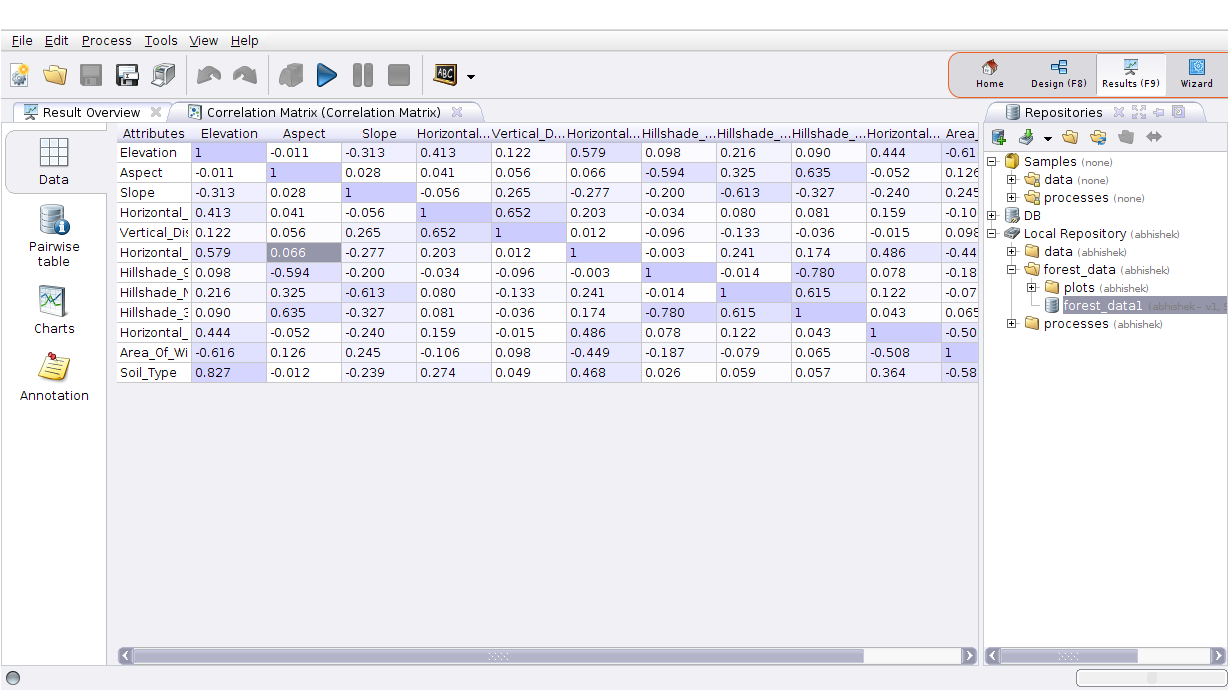 File Edit Process Tools View Help
ABC
Home Design (F8) Results (F9) Wizard
Result Overview Correlation Matrix (Correlation Matrix)
Data
Pairwise
table
Charts
Annotation
Attributes Elevation Aspect Slope Horizontal... Vertical_D... Horizontal... Hillshade_... Hillshade_... Hillshade_... Horizontal... Area_
Elevation 1 -0.011 -0.313 0.413 0.122 0.579 0.098 0.216 0.090 0.444 -0.61
Aspect -0.011 1 0.028 0.041 0.056 0.066 -0.594 0.325 0.635 -0.052 0.126
Slope -0.313 0.028 1 -0.056 0.265 -0.277 -0.200 -0.613 -0.327 -0.240 0.245
Horizontal_ 0.413 0.041 -0.056 1 0.652 0.203 -0.034 0.080 0.081 0.159 -0.10
Vertical_Dis 0.122 0.056 0.265 0.652 1 0.012 -0.096 -0.133 -0.036 -0.015 0.098
Horizontal_ 0.579 0.066 -0.277 0.203 0.012 1 -0.003 0.241 0.174 0.486 -0.44
Hillshade_9 0.098 -0.594 -0.200 -0.034 -0.096 -0.003 1 -0.014 -0.780 0.078 -0.18
Hillshade_N 0.216 0.325 -0.613 0.080 -0.133 0.241 -0.014 1 0.615 0.122 -0.07
Hillshade_3 0.090 0.635 -0.327 0.081 -0.036 0.174 -0.780 0.615 1 0.043 0.065
Horizontal_ 0.444 -0.052 -0.240 0.159 -0.015 0.486 0.078 0.122 0.043 1 -0.50
Area_Of_Wi -0.616 0.126 0.245 -0.106 0.098 -0.449 -0.187 -0.079 0.065 -0.508 1
Soil_Type 0.827 -0.012 -0.239 0.274 0.049 0.468 0.026 0.059 0.057 0.364 -0.58
Repositories
Samples (none)
data (none)
processes (none)
DB
Local Repository (abhishek)
data (abhishek)
forest_data (abhishek)
plots (abhishek)
forest_data1 (abhishek – v1,
processes (abhishek)